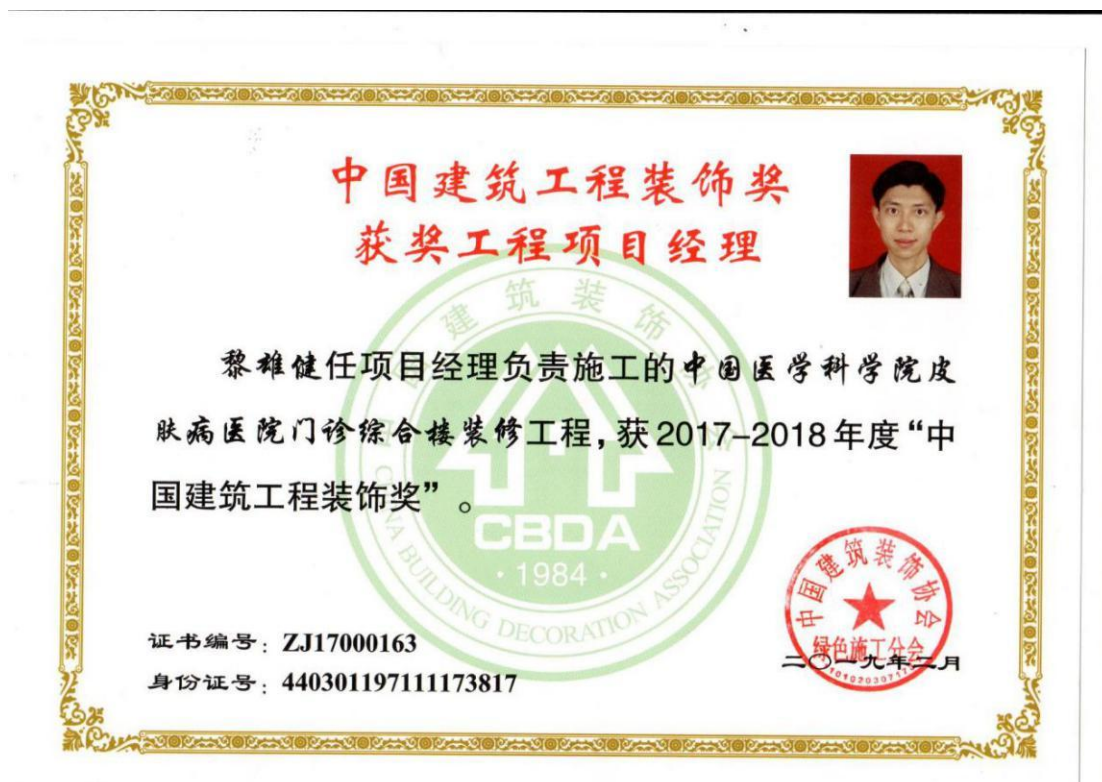 中国建筑工程装饰奖
获奖工程项目经理
黎雄健任项目经理负责施工的中国医学科学院皮
肤病医院门诊综合楼装修工程，获2017-2018年度“中
国建筑工程装饰奖”。
中国建筑装饰协会
CBDA
·1984·
CHINA BUILDING DECORATION ASSOCIATION
证书编号：ZJ17000163
身份证号：440301197111173817
中国建筑装饰协会
绿色施工分会
二〇一九年二月